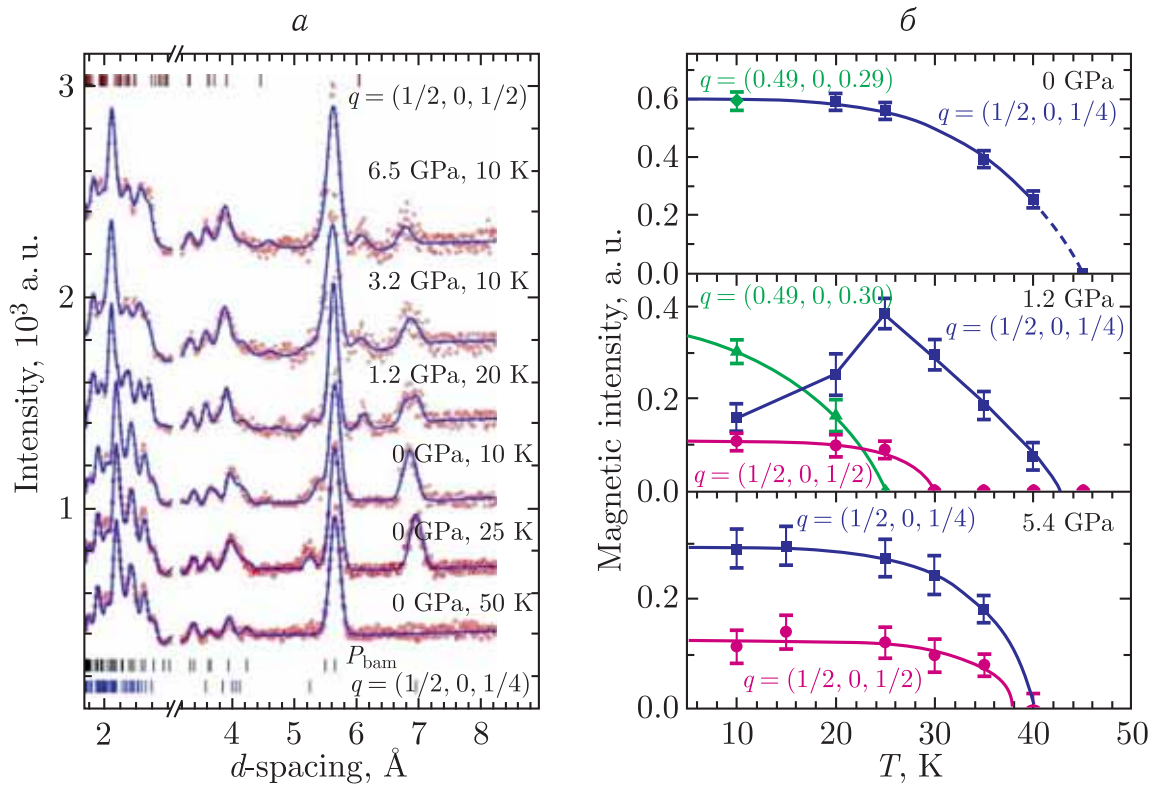 а
3
q = (1/2, 0, 1/2)
6.5 GPa, 10 K
3.2 GPa, 10 K
2
1.2 GPa, 20 K
0 GPa, 10 K
1
0 GPa, 25 K
0 GPa, 50 K
Pbam
q = (1/2, 0, 1/4)
2 4 5 6 7 8
d-spacing, Å
Intensity, 10³ a. u.
б
q = (0.49, 0, 0.29)
0 GPa
q = (1/2, 0, 1/4)
0.6
0.4
0.2
0.0
q = (0.49, 0, 0.30)
1.2 GPa
q = (1/2, 0, 1/4)
0.4
0.2
q = (1/2, 0, 1/2)
0.0
q = (1/2, 0, 1/4)
5.4 GPa
0.2
q = (1/2, 0, 1/2)
0.0
10 20 30 40 50
T, K
Magnetic intensity, a. u.